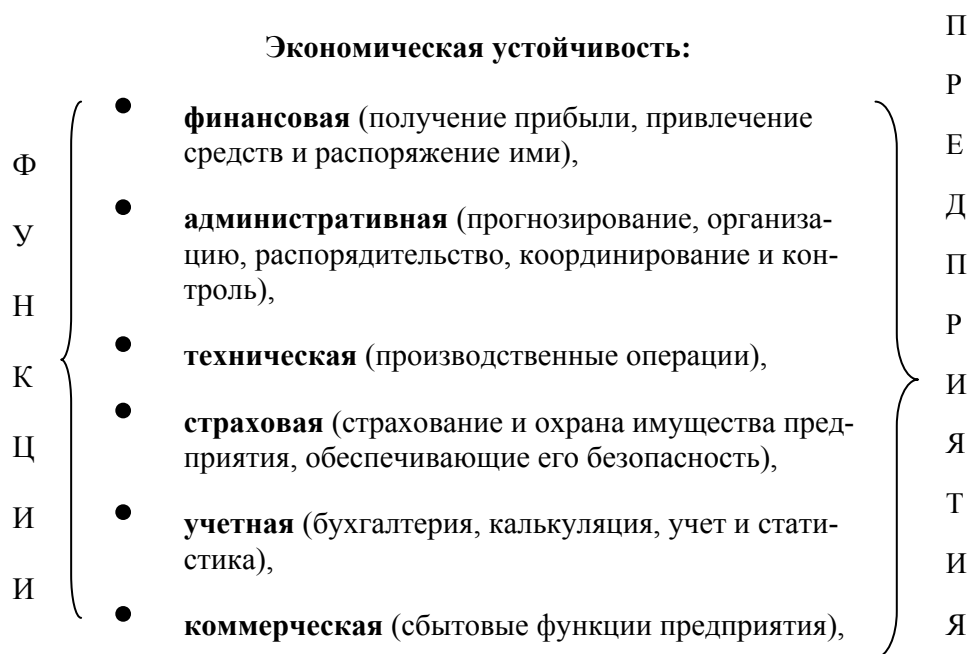 Экономическая устойчивость:
ФУНКЦИИ
• финансовая (получение прибыли, привлечение
средств и распоряжение ими),
• административная (прогнозирование, организа-
цию, распорядительство, координирование и кон-
троль),
• техническая (производственные операции),
• страховая (страхование и охрана имущества пред-
приятия, обеспечивающие его безопасность),
• учетная (бухгалтерия, калькуляция, учет и стати-
стика),
• коммерческая (сбытовые функции предприятия),
ПРЕДПРИЯТИЯ